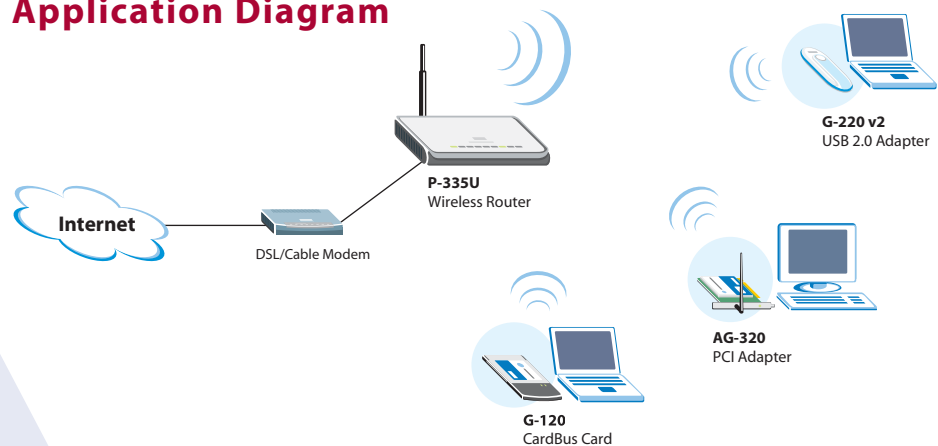 Application Diagram
G-220 v2
USB 2.0 Adapter
P-335U
Wireless Router
Internet
DSL/Cable Modem
AG-320
PCI Adapter
G-120
CardBus Card